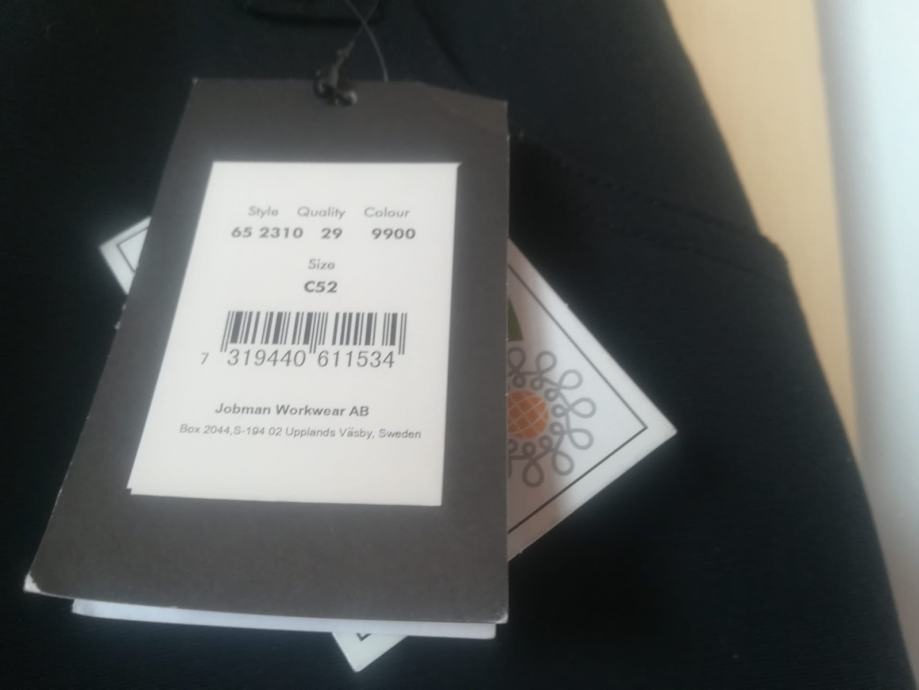 Style Quality Colour
65 2310 29 9900
Size
C52
7 319440 611534
Jobman Workwear AB
Box 2044,S-194 02 Upplands Väsby, Sweden